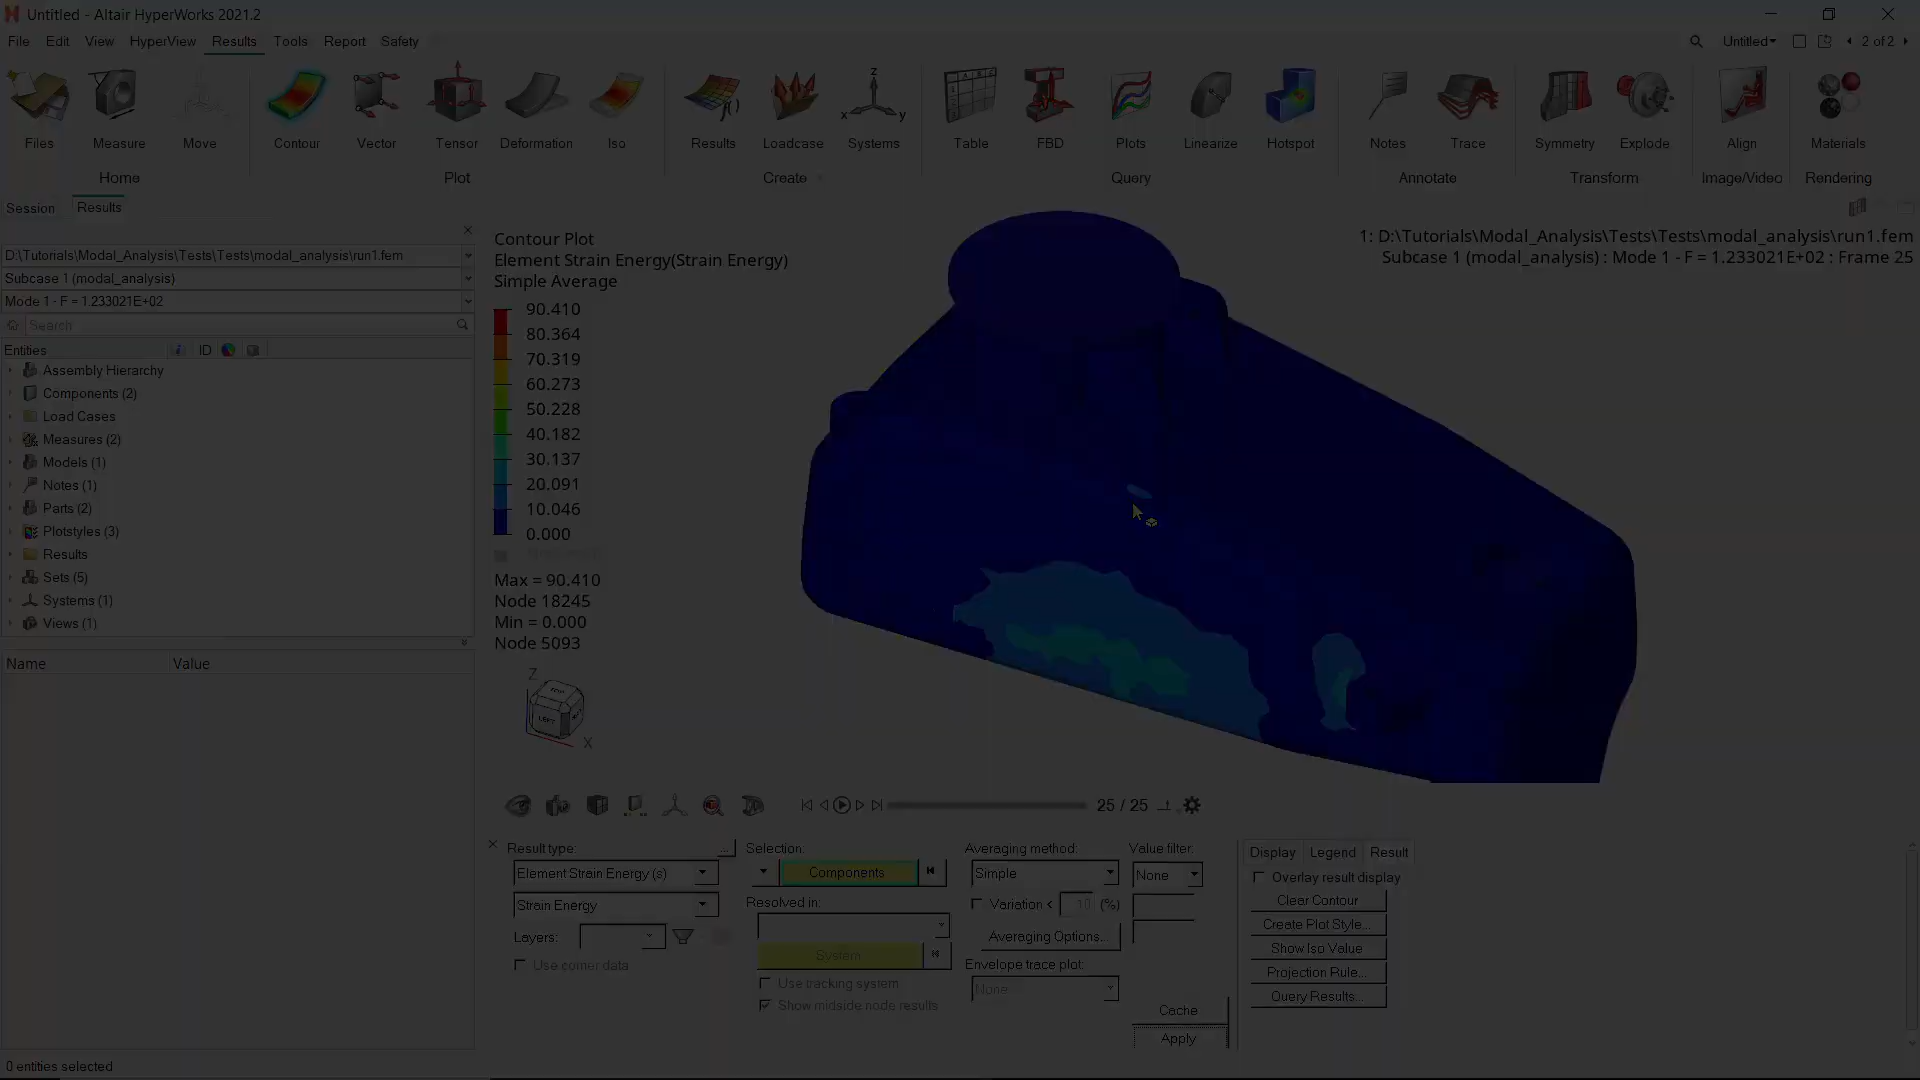 Untitled - Altair HyperWorks 2021.2
File Edit View HyperView Results Tools Report Safety
Untitled 2 of 2
Files Measure Move Contour Vector Tensor Deformation Iso Results Loadcase Systems Table FBD Plots Linearize Hotspot Notes Trace Symmetry Explode Align Materials
Home Plot Create Query Annotate Transform Image/Video Rendering
Session Results
D:\Tutorials\Modal_Analysis\Tests\Tests\modal_analysis\run1.fem
Subcase 1 (modal_analysis)
Mode 1 - F = 1.233021E+02
Search
Entities ID
Assembly Hierarchy
Components (2)
Load Cases
Measures (2)
Models (1)
Notes (1)
Parts (2)
Plotstyles (3)
Results
Sets (5)
Systems (1)
Views (1)
Name Value
0 entities selected
Contour Plot
Element Strain Energy(Strain Energy)
Simple Average
90.410
80.364
70.319
60.273
50.228
40.182
30.137
20.091
10.046
0.000
Max = 90.410
Node 18245
Min = 0.000
Node 5093
1: D:\Tutorials\Modal_Analysis\Tests\Tests\modal_analysis\run1.fem
Subcase 1 (modal_analysis) : Mode 1 - F = 1.233021E+02 : Frame 25
Z
TOP
LEFT
X
25 / 25
Result type:
Element Strain Energy (s)
Strain Energy
Layers:
Use corner data
Selection:
Components
Resolved in:
System
Use tracking system
Show midside node results
Averaging method:
Simple
Variation < 10 (%)
Averaging Options...
Envelope trace plot:
None
Value filter:
None
Cache
Apply
Display Legend Result
Overlay result display
Clear Contour
Create Plot Style...
Show Iso Value
Projection Rule...
Query Results...